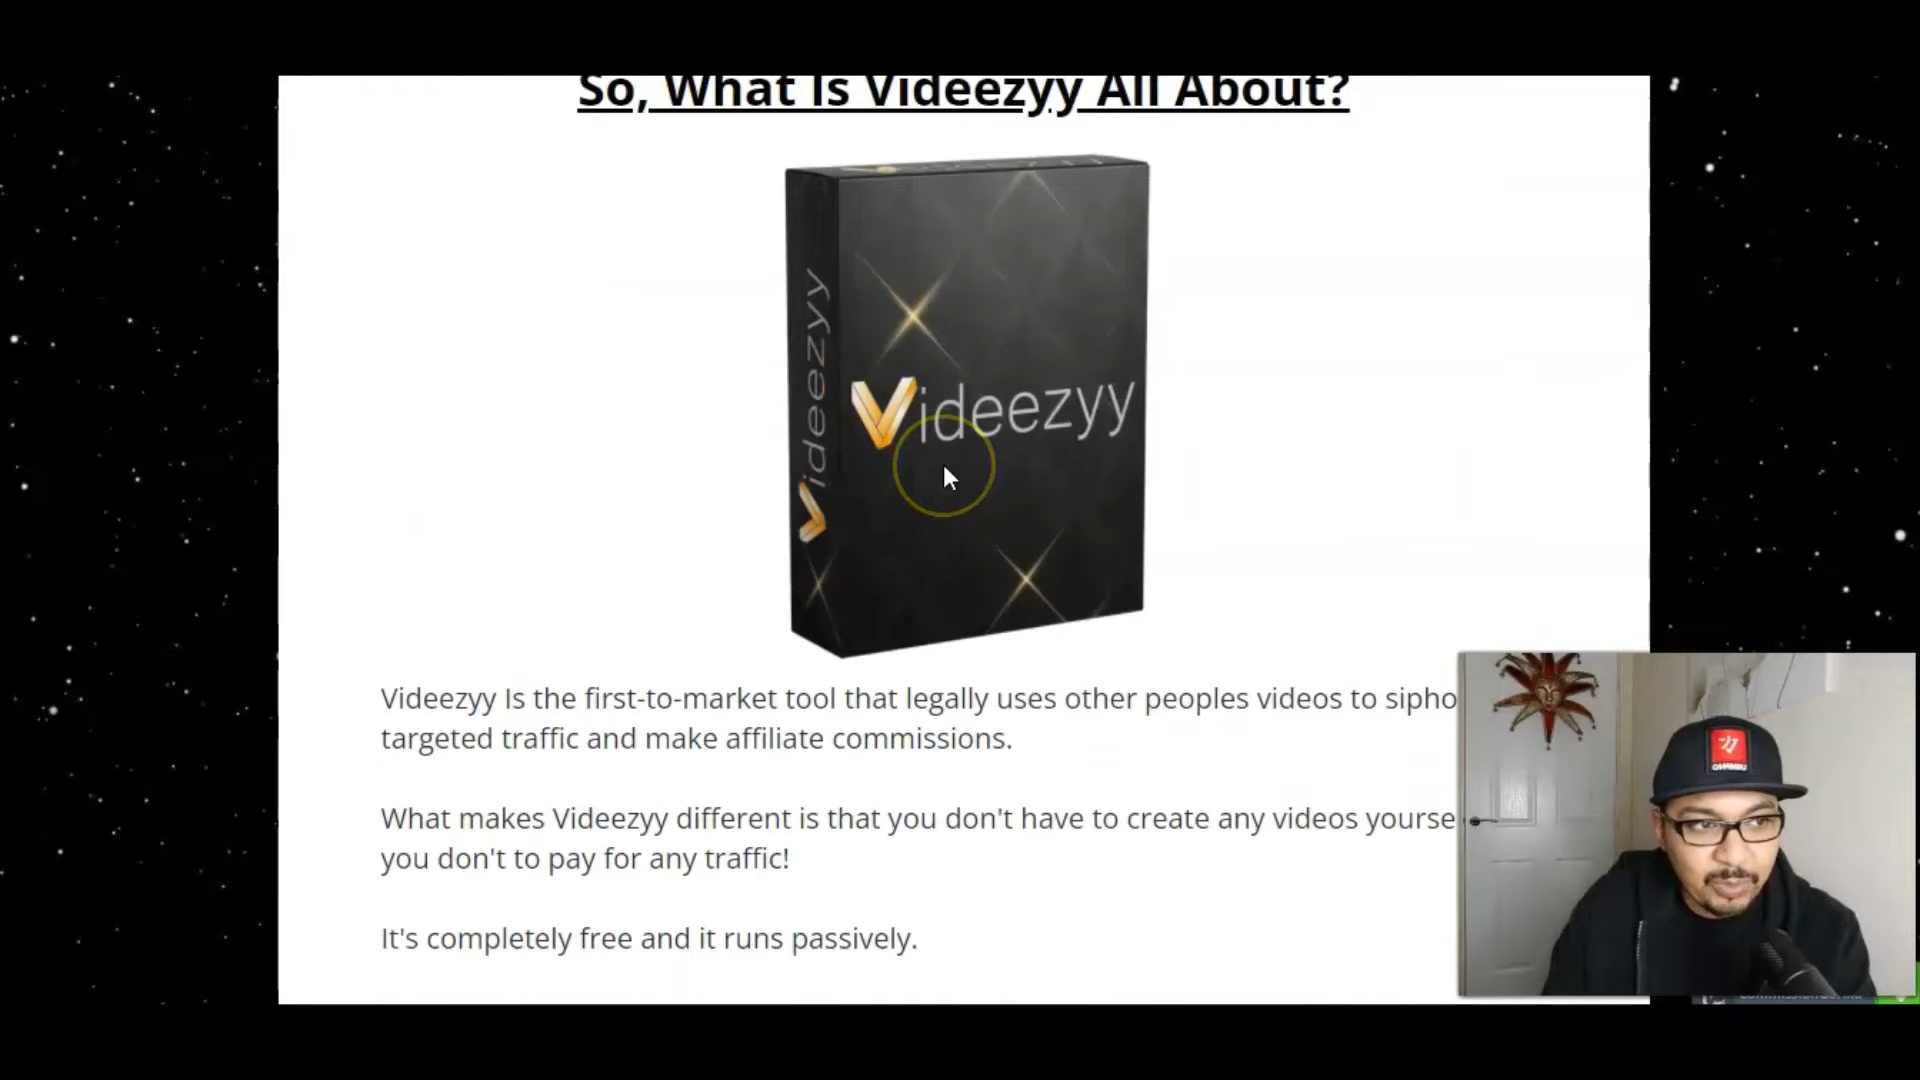 So, What Is Videezyy All About?
Videezyy
Videezyy
Videezyy Is the first-to-market tool that legally uses other peoples videos to sipho
targeted traffic and make affiliate commissions.
What makes Videezyy different is that you don't have to create any videos yourse
you don't to pay for any traffic!
It's completely free and it runs passively.